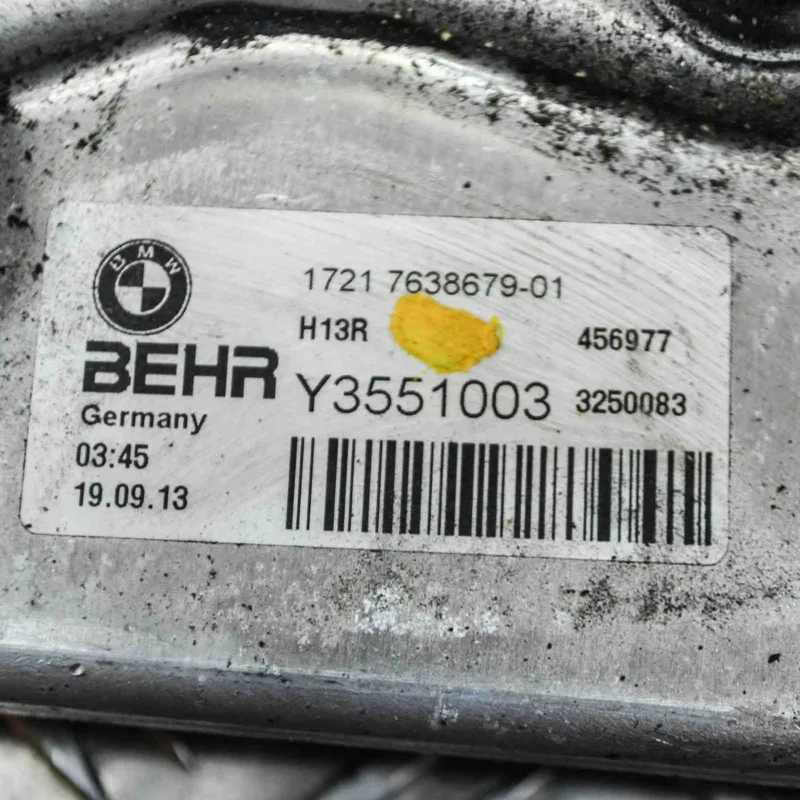 BMW
1721 7638679-01
H13R 456977
BEHR
Y3551003 3250083
Germany
03:45
19.09.13